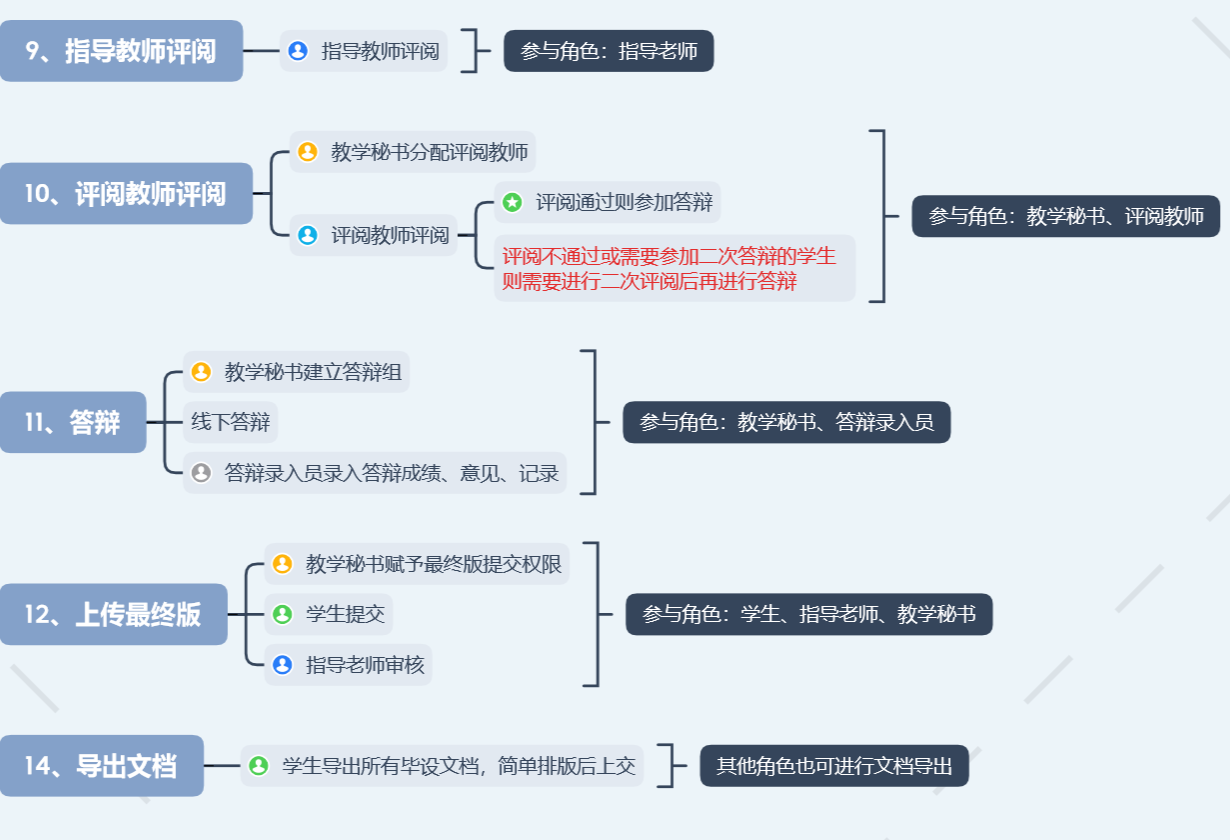 9、指导教师评阅
指导教师评阅
参与角色：指导老师
10、评阅教师评阅
教学秘书分配评阅教师
评阅教师评阅
评阅通过则参加答辩
评阅不通过或需要参加二次答辩的学生
则需要进行二次评阅后再进行答辩
参与角色：教学秘书、评阅教师
11、答辩
教学秘书建立答辩组
线下答辩
答辩录入员录入答辩成绩、意见、记录
参与角色：教学秘书、答辩录入员
12、上传最终版
教学秘书赋予最终版提交权限
学生提交
指导老师审核
参与角色：学生、指导老师、教学秘书
14、导出文档
学生导出所有毕设文档，简单排版后上交
其他角色也可进行文档导出